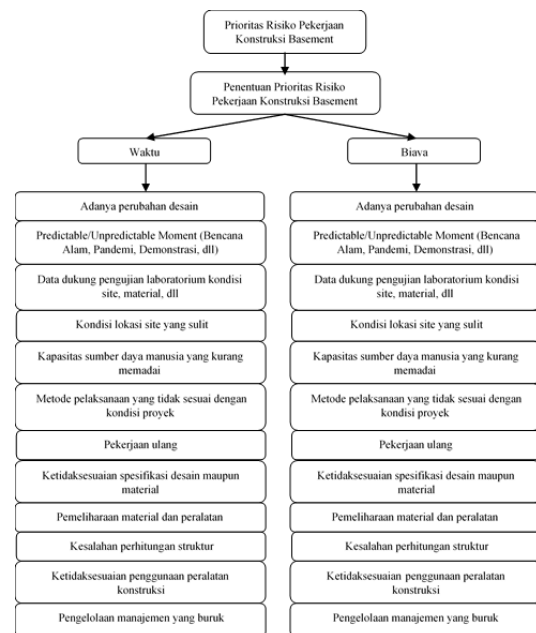 Prioritas Risiko Pekerjaan
Konstruksi Basement
Penentuan Prioritas Risiko
Pekerjaan Konstruksi Basement
Waktu
Biaya
Adanya perubahan desain
Predictable/Unpredictable Moment (Bencana
Alam, Pandemi, Demonstrasi, dll)
Data dukung pengujian laboratorium kondisi
site, material, dll
Kondisi lokasi site yang sulit
Kapasitas sumber daya manusia yang kurang
memadai
Metode pelaksanaan yang tidak sesuai dengan
kondisi proyek
Pekerjaan ulang
Ketidaksesuaian spesifikasi desain maupun
material
Pemeliharaan material dan peralatan
Kesalahan perhitungan struktur
Ketidaksesuaian penggunaan peralatan
konstruksi
Pengelolaan manajemen yang buruk
Adanya perubahan desain
Predictable/Unpredictable Moment (Bencana
Alam, Pandemi, Demonstrasi, dll)
Data dukung pengujian laboratorium kondisi
site, material, dll
Kondisi lokasi site yang sulit
Kapasitas sumber daya manusia yang kurang
memadai
Metode pelaksanaan yang tidak sesuai dengan
kondisi proyek
Pekerjaan ulang
Ketidaksesuaian spesifikasi desain maupun
material
Pemeliharaan material dan peralatan
Kesalahan perhitungan struktur
Ketidaksesuaian penggunaan peralatan
konstruksi
Pengelolaan manajemen yang buruk